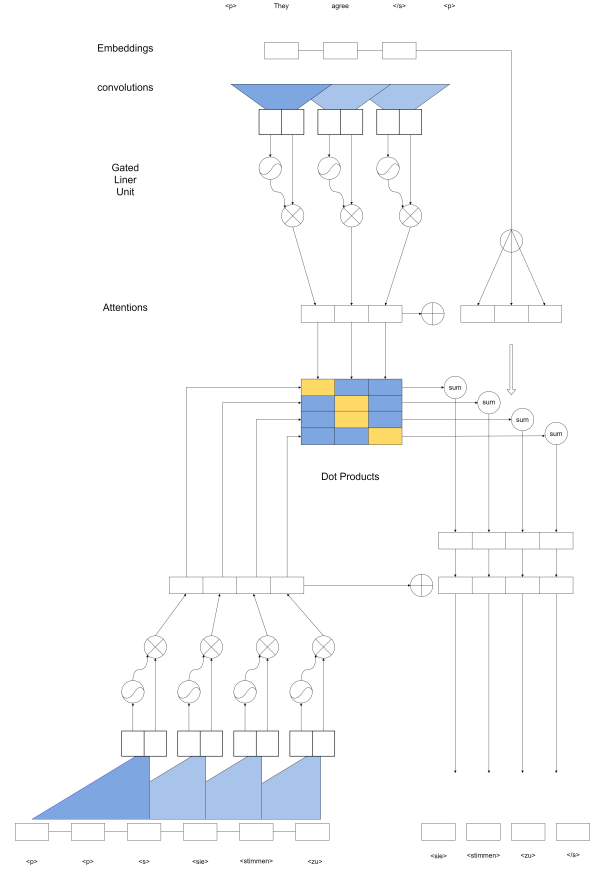 <p> They agree </s> <p>
Embeddings
convolutions
Gated
Liner
Unit
Attentions
sum
sum
sum
sum
Dot Products
<p> <p> <s> <sie> <stimmen> <zu> <sie> <stimmen> <zu> </s>